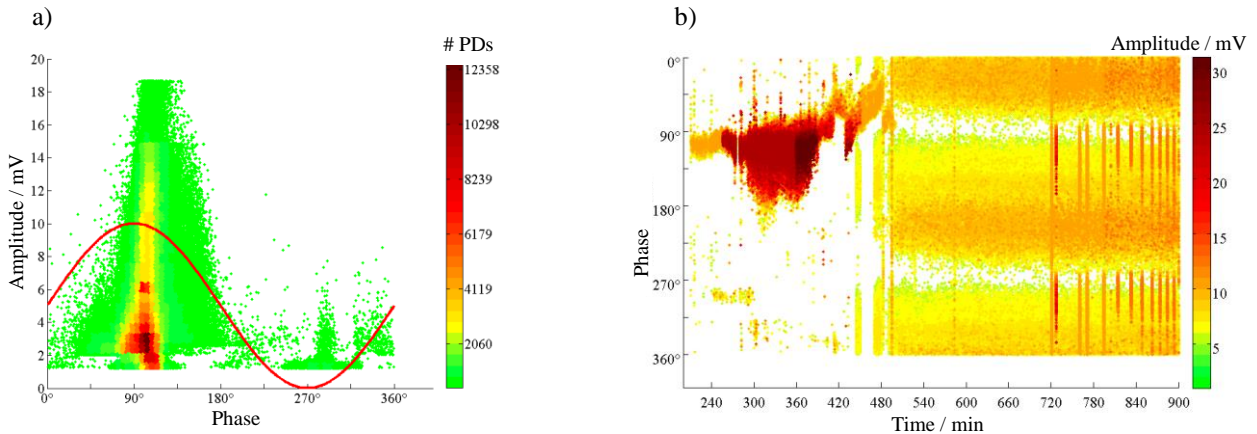 a)
# PDs
Amplitude / mV
20
18
16
14
12
10
8
6
4
2
0
0° 90° 180° 270° 360°
Phase
12358
10298
8239
6179
4119
2060
b)
Amplitude / mV
Phase
0°
90°
180°
270°
360°
240 300 360 420 480 540 600 660 720 780 840 900
Time / min
30
25
20
15
10
5